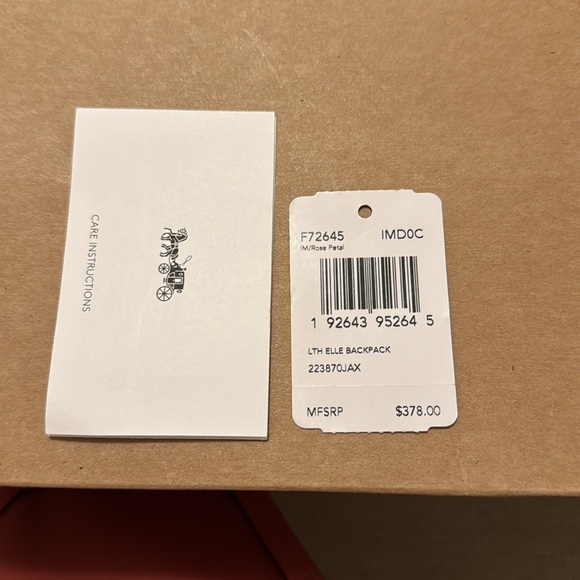 CARE INSTRUCTIONS
F72645 IMD0C
IM/Rose Petal
1 92643 95264 5
LTH ELLE BACKPACK
223870JAX
MFSRP $378.00